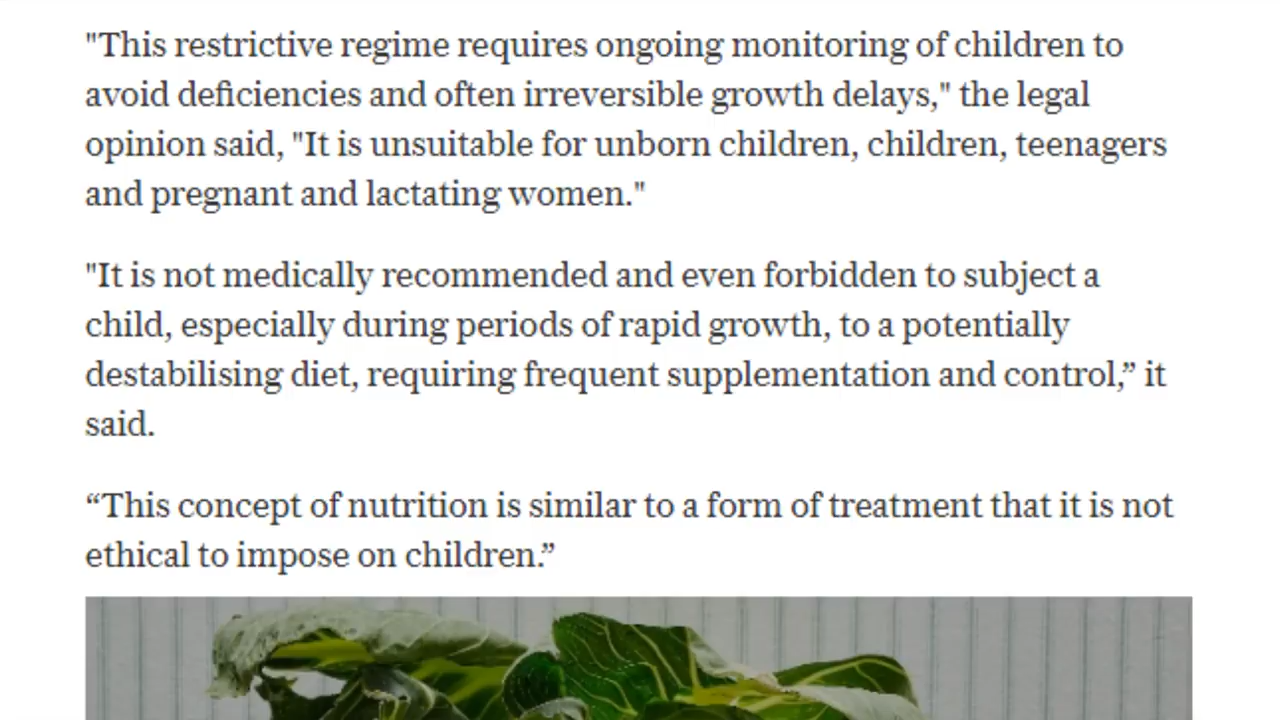 "This restrictive regime requires ongoing monitoring of children to
avoid deficiencies and often irreversible growth delays," the legal
opinion said, "It is unsuitable for unborn children, children, teenagers
and pregnant and lactating women."
"It is not medically recommended and even forbidden to subject a
child, especially during periods of rapid growth, to a potentially
destabilising diet, requiring frequent supplementation and control,” it
said.
“This concept of nutrition is similar to a form of treatment that it is not
ethical to impose on children.”